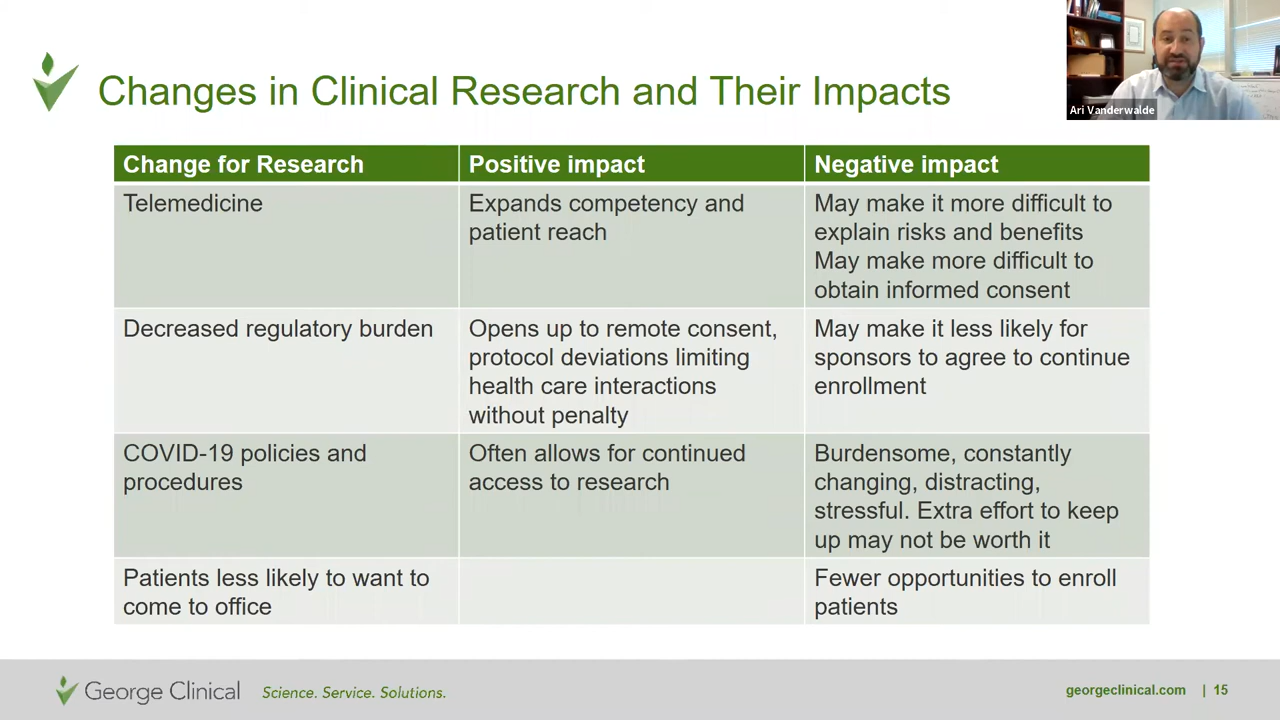 Changes in Clinical Research and Their Impacts
Ari Vanderwalde
Change for Research
Positive impact
Negative impact
Telemedicine
Expands competency and
patient reach
May make it more difficult to
explain risks and benefits
May make more difficult to
obtain informed consent
Decreased regulatory burden
Opens up to remote consent,
protocol deviations limiting
health care interactions
without penalty
May make it less likely for
sponsors to agree to continue
enrollment
COVID-19 policies and
procedures
Often allows for continued
access to research
Burdensome, constantly
changing, distracting,
stressful. Extra effort to keep
up may not be worth it
Patients less likely to want to
come to office
Fewer opportunities to enroll
patients
George Clinical
Science. Service. Solutions.
georgeclinical.com | 15